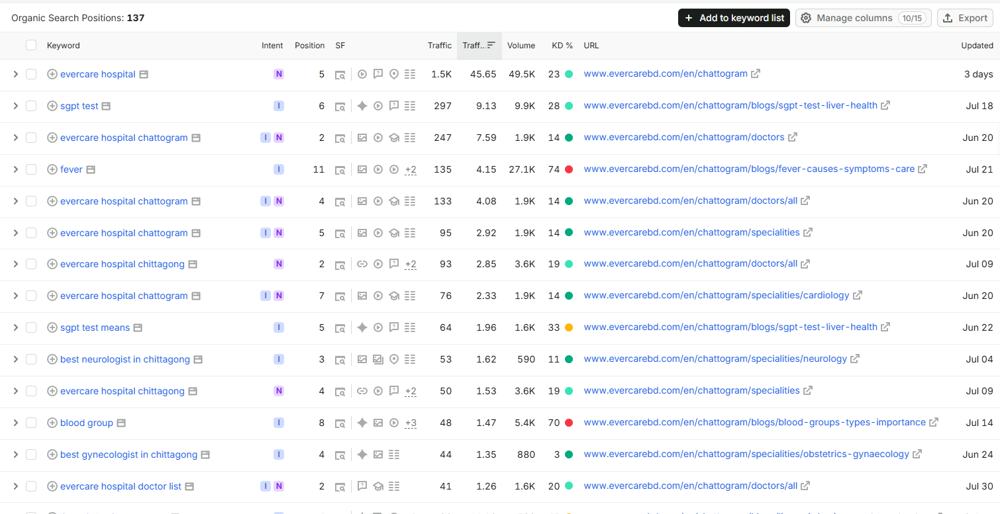 Organic Search Positions: 137
+ Add to keyword list Manage columns 10/15 Export
Keyword Intent Position SF Traffic Traff... Volume KD % URL Updated
evercare hospital N 5 1.5K 45.65 49.5K 23 www.evercarebd.com/en/chattogram 3 days
sgpt test I 6 297 9.13 9.9K 28 www.evercarebd.com/en/chattogram/blogs/sgpt-test-liver-health Jul 18
evercare hospital chattogram I N 2 247 7.59 1.9K 14 www.evercarebd.com/en/chattogram/doctors Jun 20
fever I 11 +2 135 4.15 27.1K 74 www.evercarebd.com/en/chattogram/blogs/fever-causes-symptoms-care Jul 21
evercare hospital chattogram I N 4 133 4.08 1.9K 14 www.evercarebd.com/en/chattogram/doctors/all Jun 20
evercare hospital chattogram I N 5 95 2.92 1.9K 14 www.evercarebd.com/en/chattogram/specialities Jun 20
evercare hospital chittagong N 2 +2 93 2.85 3.6K 19 www.evercarebd.com/en/chattogram/doctors/all Jul 09
evercare hospital chattogram I N 7 76 2.33 1.9K 14 www.evercarebd.com/en/chattogram/specialities/cardiology Jun 20
sgpt test means I 5 64 1.96 1.6K 33 www.evercarebd.com/en/chattogram/blogs/sgpt-test-liver-health Jun 22
best neurologist in chittagong I 3 53 1.62 590 11 www.evercarebd.com/en/chattogram/specialities/neurology Jul 04
evercare hospital chittagong N 4 +2 50 1.53 3.6K 19 www.evercarebd.com/en/chattogram/specialities Jul 09
blood group I 8 +3 48 1.47 5.4K 70 www.evercarebd.com/en/chattogram/blogs/blood-groups-types-importance Jul 14
best gynecologist in chittagong I 4 44 1.35 880 3 www.evercarebd.com/en/chattogram/specialities/obstetrics-gynaecology Jun 24
evercare hospital doctor list I N 2 41 1.26 1.6K 20 www.evercarebd.com/en/chattogram/doctors/all Jul 30